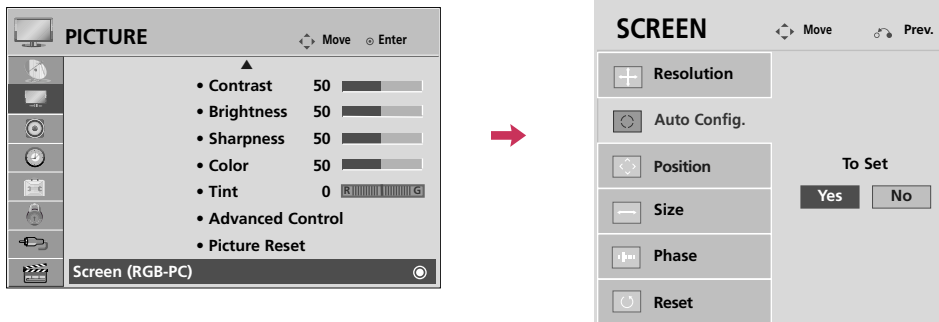 PICTURE
Move
Enter
• Contrast 50
• Brightness 50
• Sharpness 50
• Color 50
• Tint 0 R G
• Advanced Control
• Picture Reset
Screen (RGB-PC)
SCREEN
Move
Prev.
Resolution
Auto Config.
Position
Size
Phase
Reset
To Set
Yes No